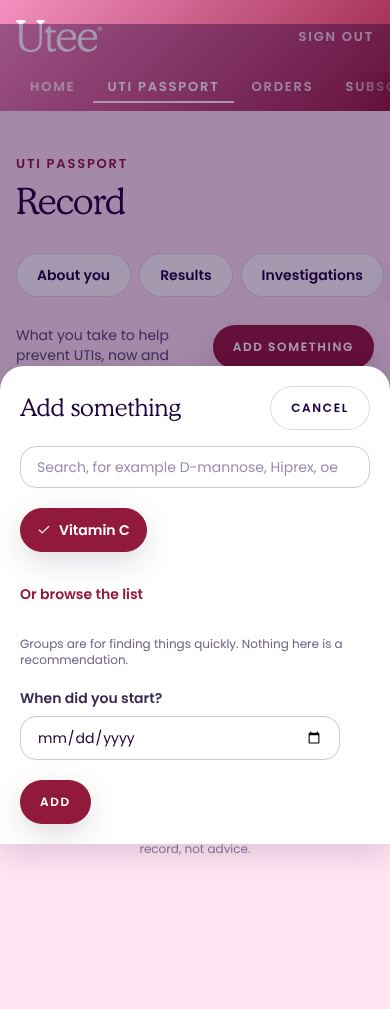 Utee®
SIGN OUT
HOME UTI PASSPORT ORDERS
UTI PASSPORT
Record
About you Results Investigations
What you take to help
prevent UTIs, now and
ADD SOMETHING
Add something
CANCEL
Search, for example D-mannose, Hiprex, oe
Vitamin C
Or browse the list
Groups are for finding things quickly. Nothing here is a
recommendation.
When did you start?
mm/dd/yyyy
ADD
record, not advice.